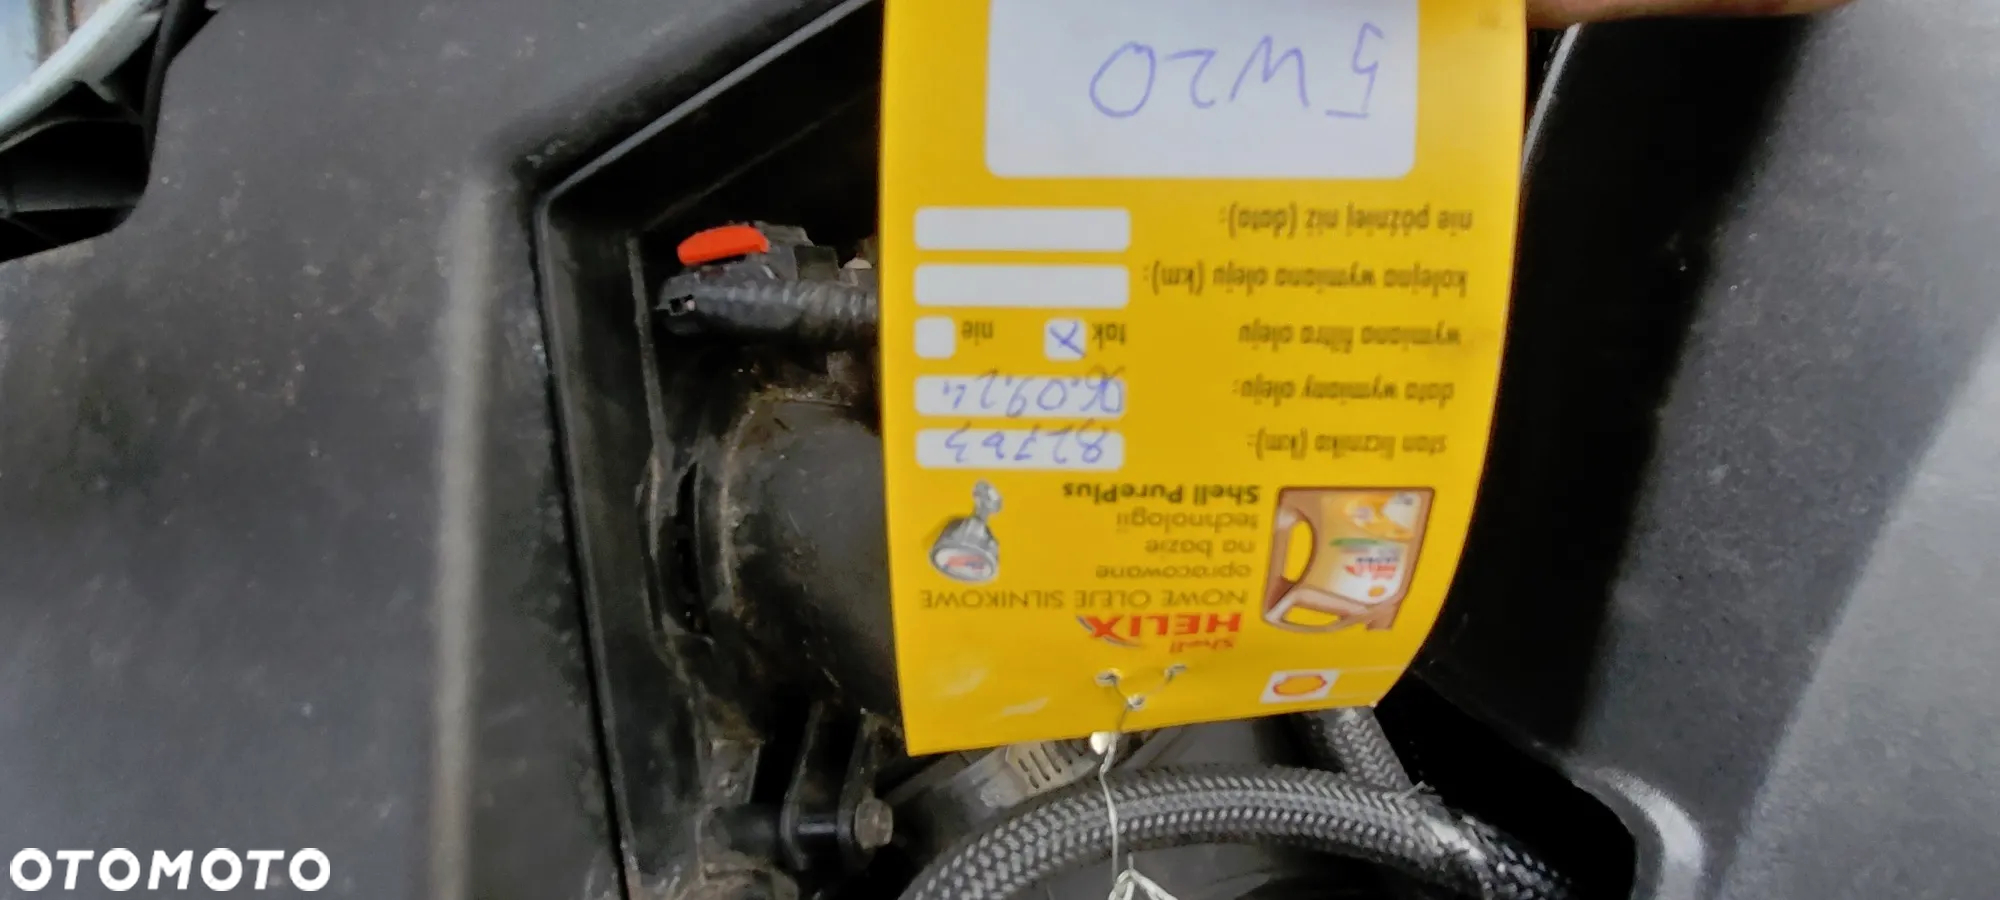 Shell
HELIX
NOWE OLEJE SILNIKOWE
opracowane
na bazie
technologii
Shell PurePlus
stan licznika (km): 82763
data wymiany oleju: 06.09.24
wymiana filtra oleju tak X nie
kolejna wymiana oleju (km):
nie później niż (data):
5W20
OTOMOTO